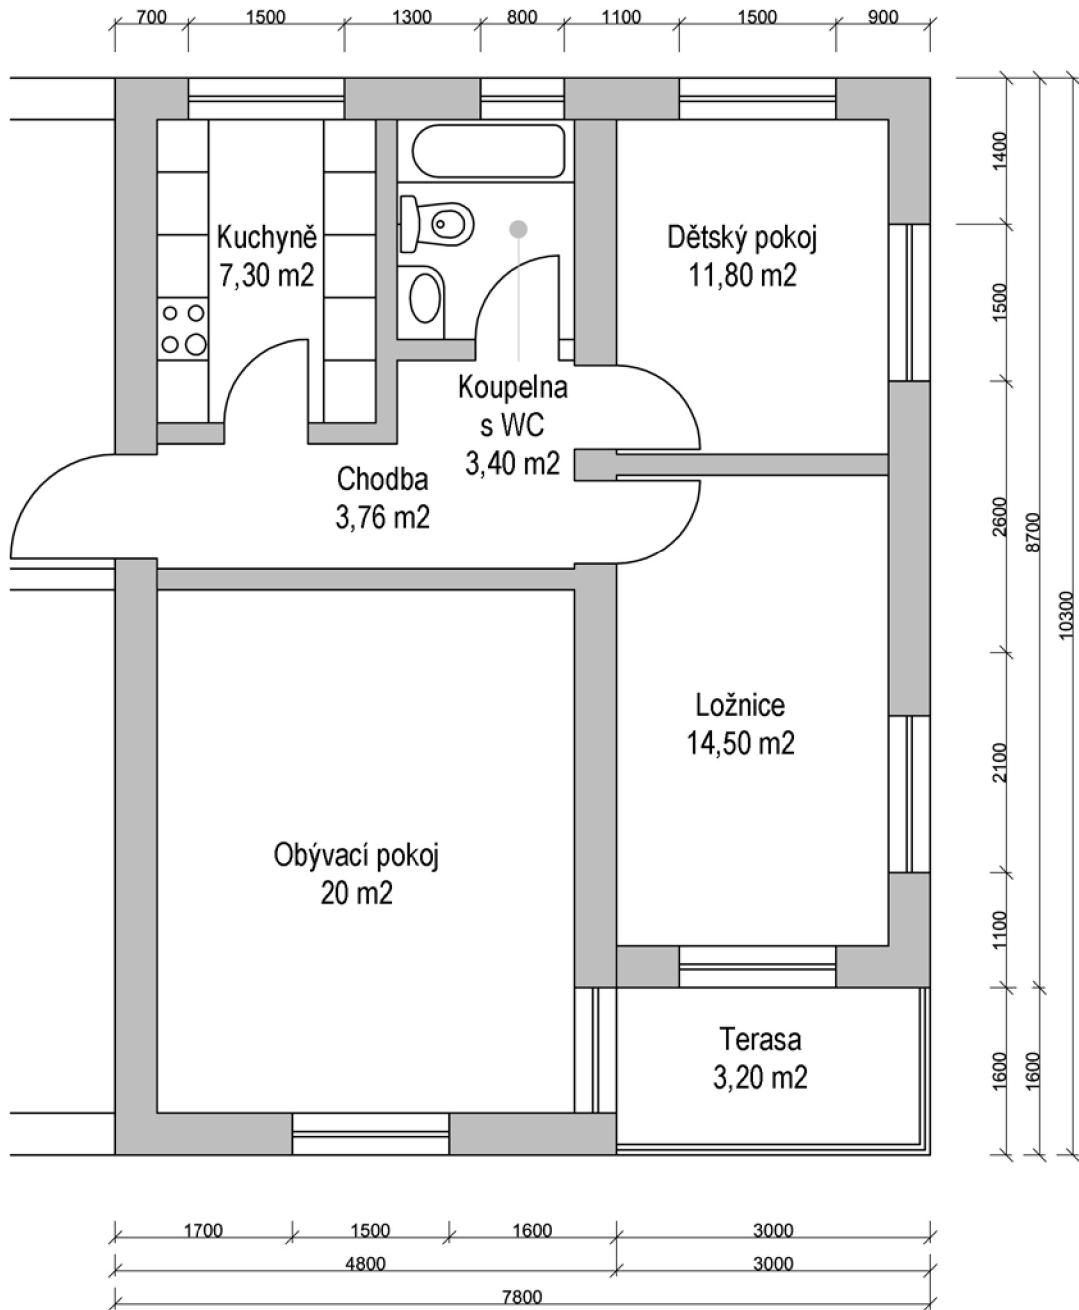 700 1500 1300 800 1100 1500 900
Kuchyně
7,30 m2
Dětský pokoj
11,80 m2
Koupelna
s WC
3,40 m2
Chodba
3,76 m2
Ložnice
14,50 m2
Obývací pokoj
20 m2
Terasa
3,20 m2
1400
1500
2600
2100
1100
1600
8700
1600
10300
1700 1500 1600 3000
4800 3000
7800